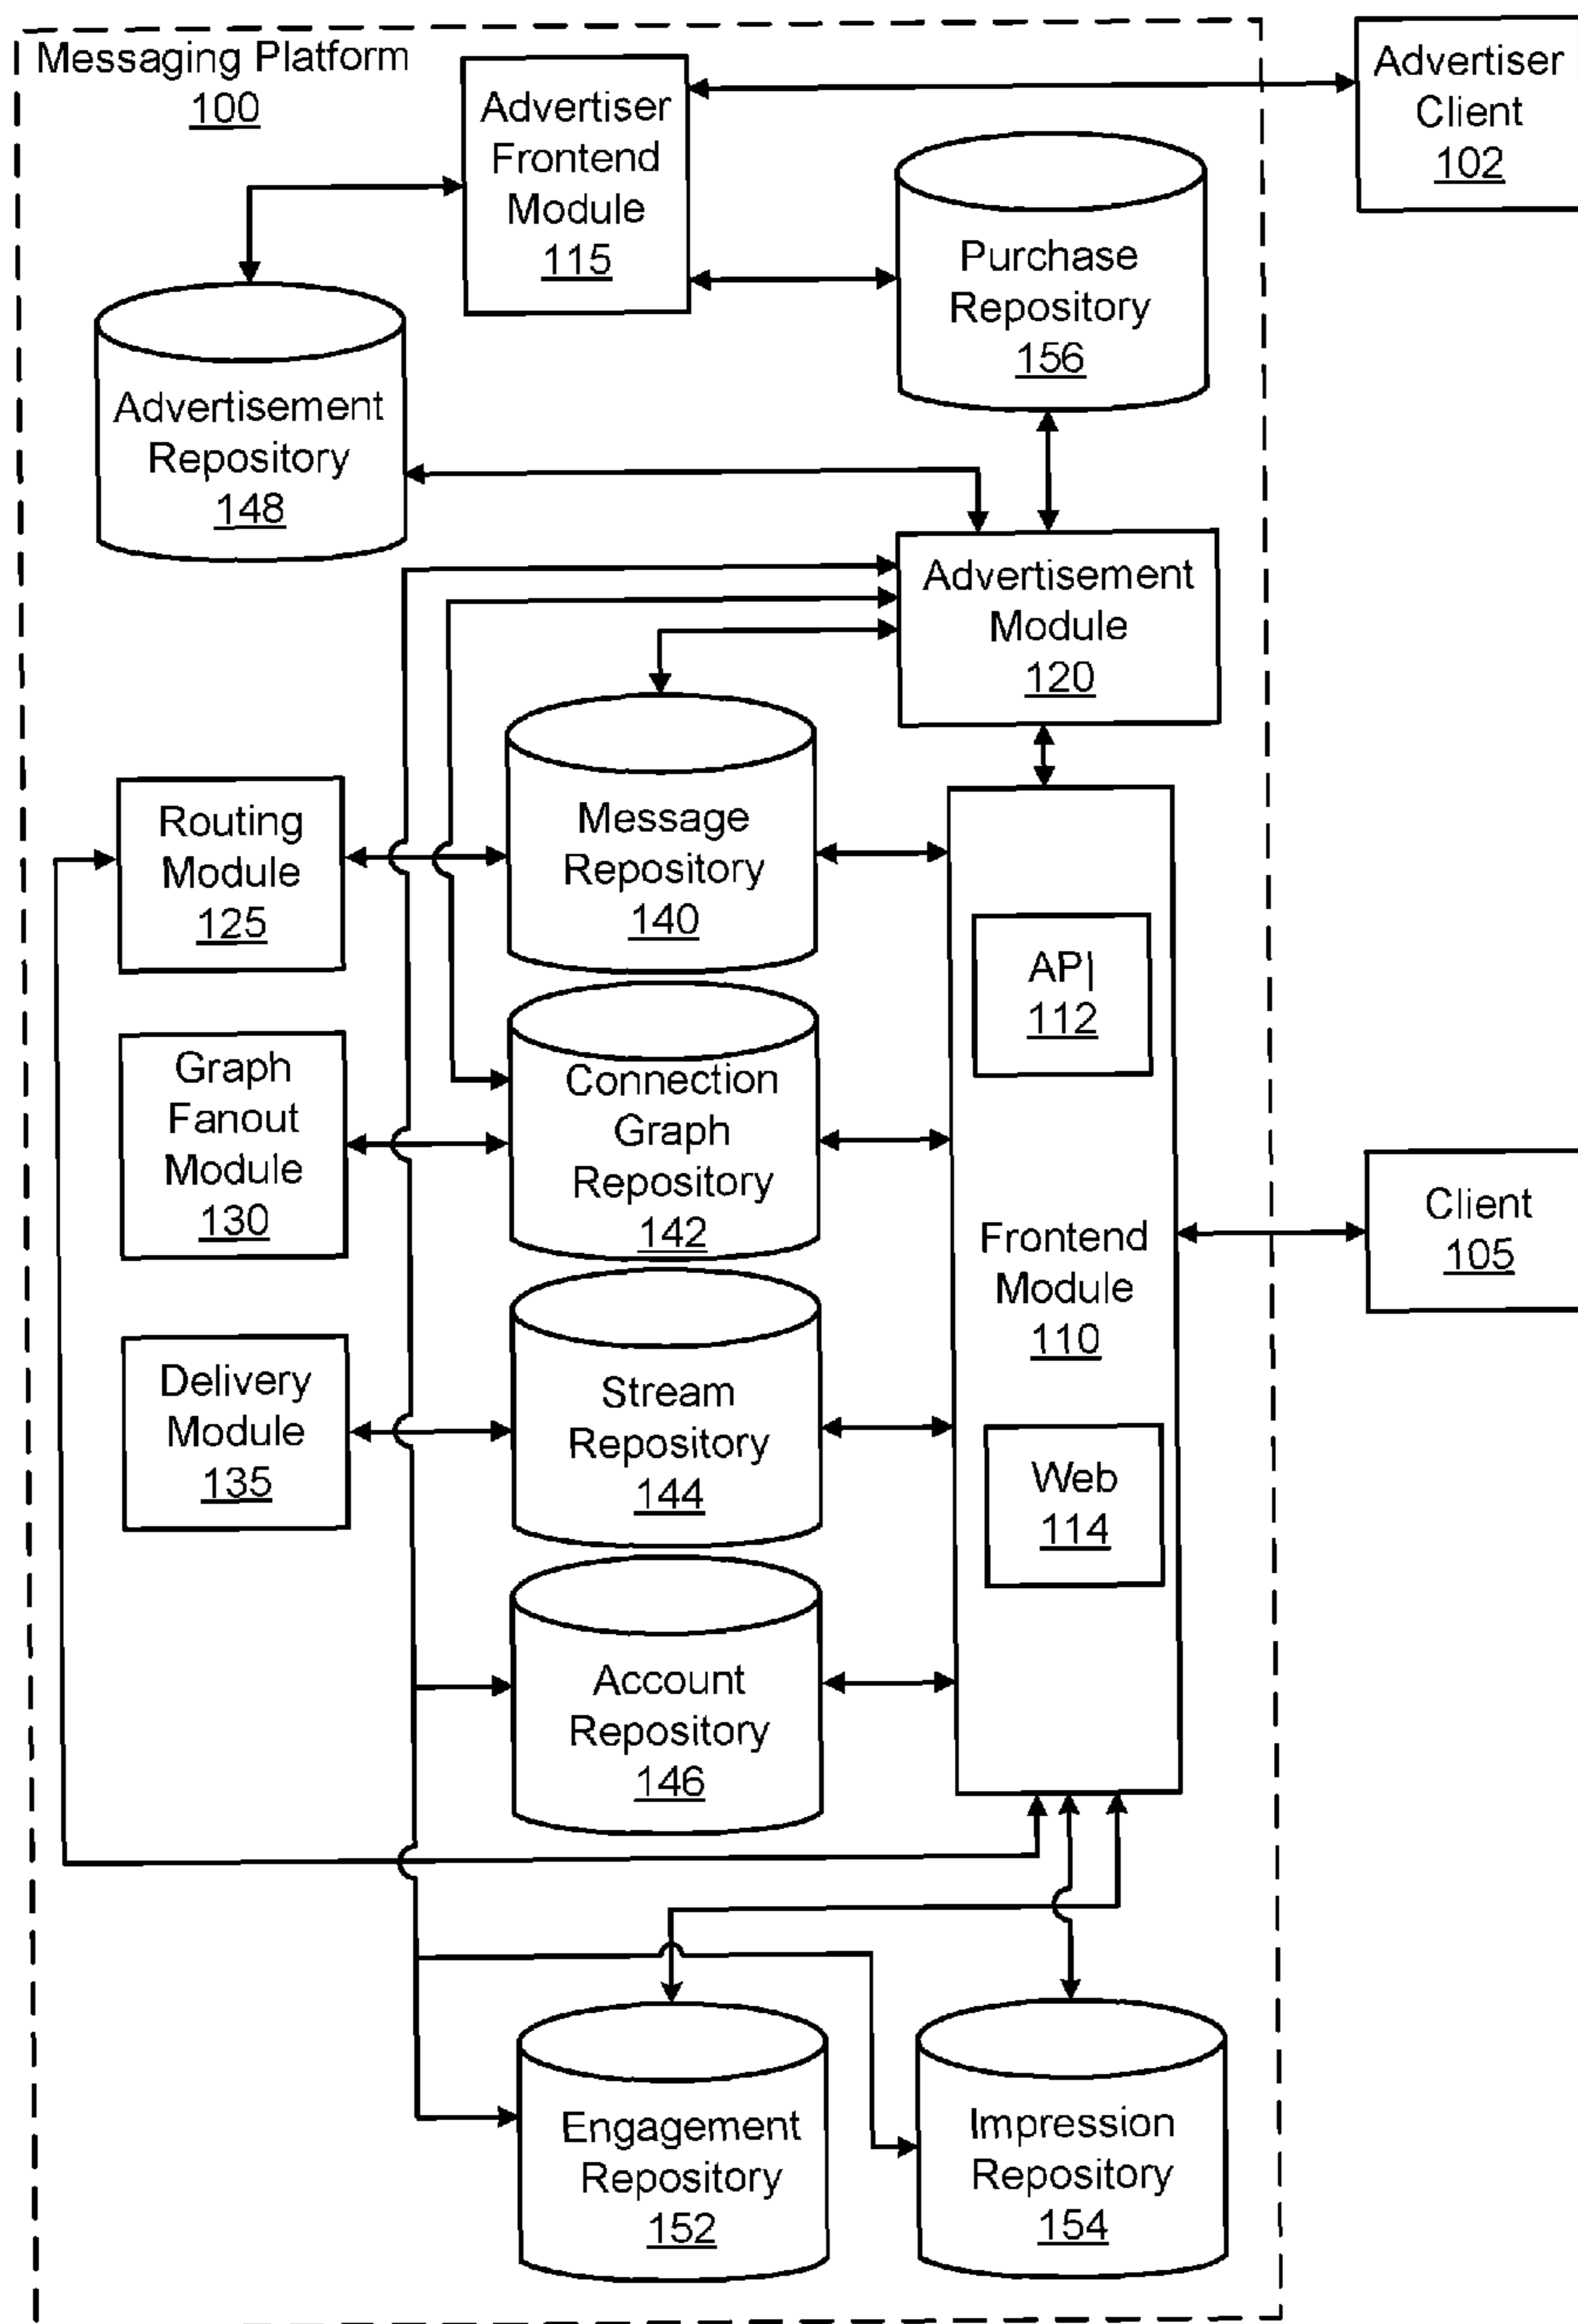 Messaging Platform
100
Advertiser
Frontend
Module
115
Advertiser
Client
102
Purchase
Repository
156
Advertisement
Repository
148
Advertisement
Module
120
Routing
Module
125
Message
Repository
140
API
112
Graph
Fanout
Module
130
Connection
Graph
Repository
142
Frontend
Module
110
Client
105
Delivery
Module
135
Stream
Repository
144
Web
114
Account
Repository
146
Engagement
Repository
152
Impression
Repository
154